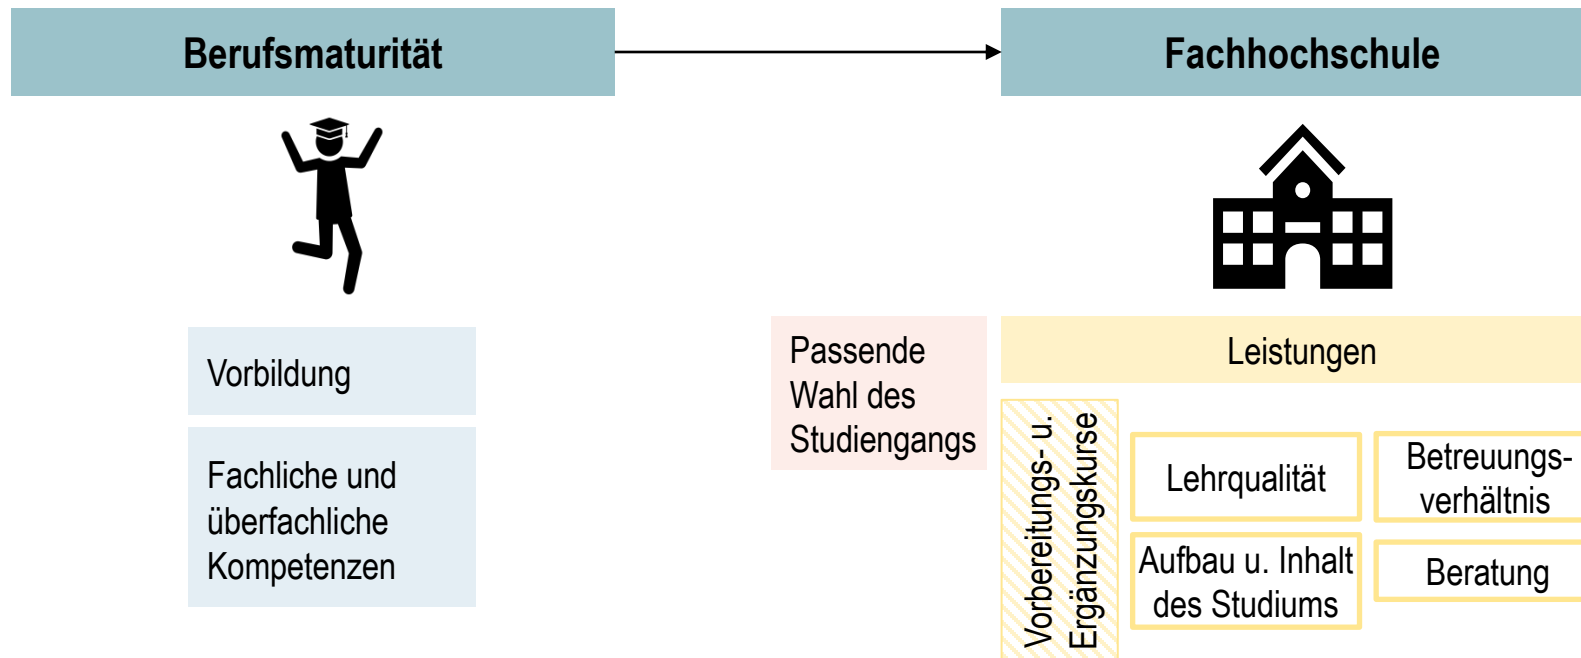 Berufsmaturität
Fachhochschule
Vorbildung
Fachliche und
überfachliche
Kompetenzen
Passende
Wahl des
Studiengangs
Leistungen
Vorbereitungs- u.
Ergänzungskurse
Lehrqualität
Betreuungs-
verhältnis
Aufbau u. Inhalt
des Studiums
Beratung